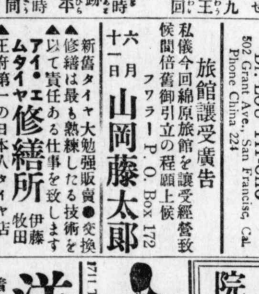 502 Grant Ave., San Francisco, Cal.
Phone China 224
旅館讓受廣告
私儀今回綿原旅館を讓受經營致
候間倍舊御引立の程願上候
フワラー P.O. Box 172
六月十一日 山岡藤太郎
新舊タイヤ大勉强販賣●交換
▲修繕は最も熟練したる技術を
▲以て責任ある仕事を致します
アイ・エムタイヤ 修繕所 伊藤 牧田